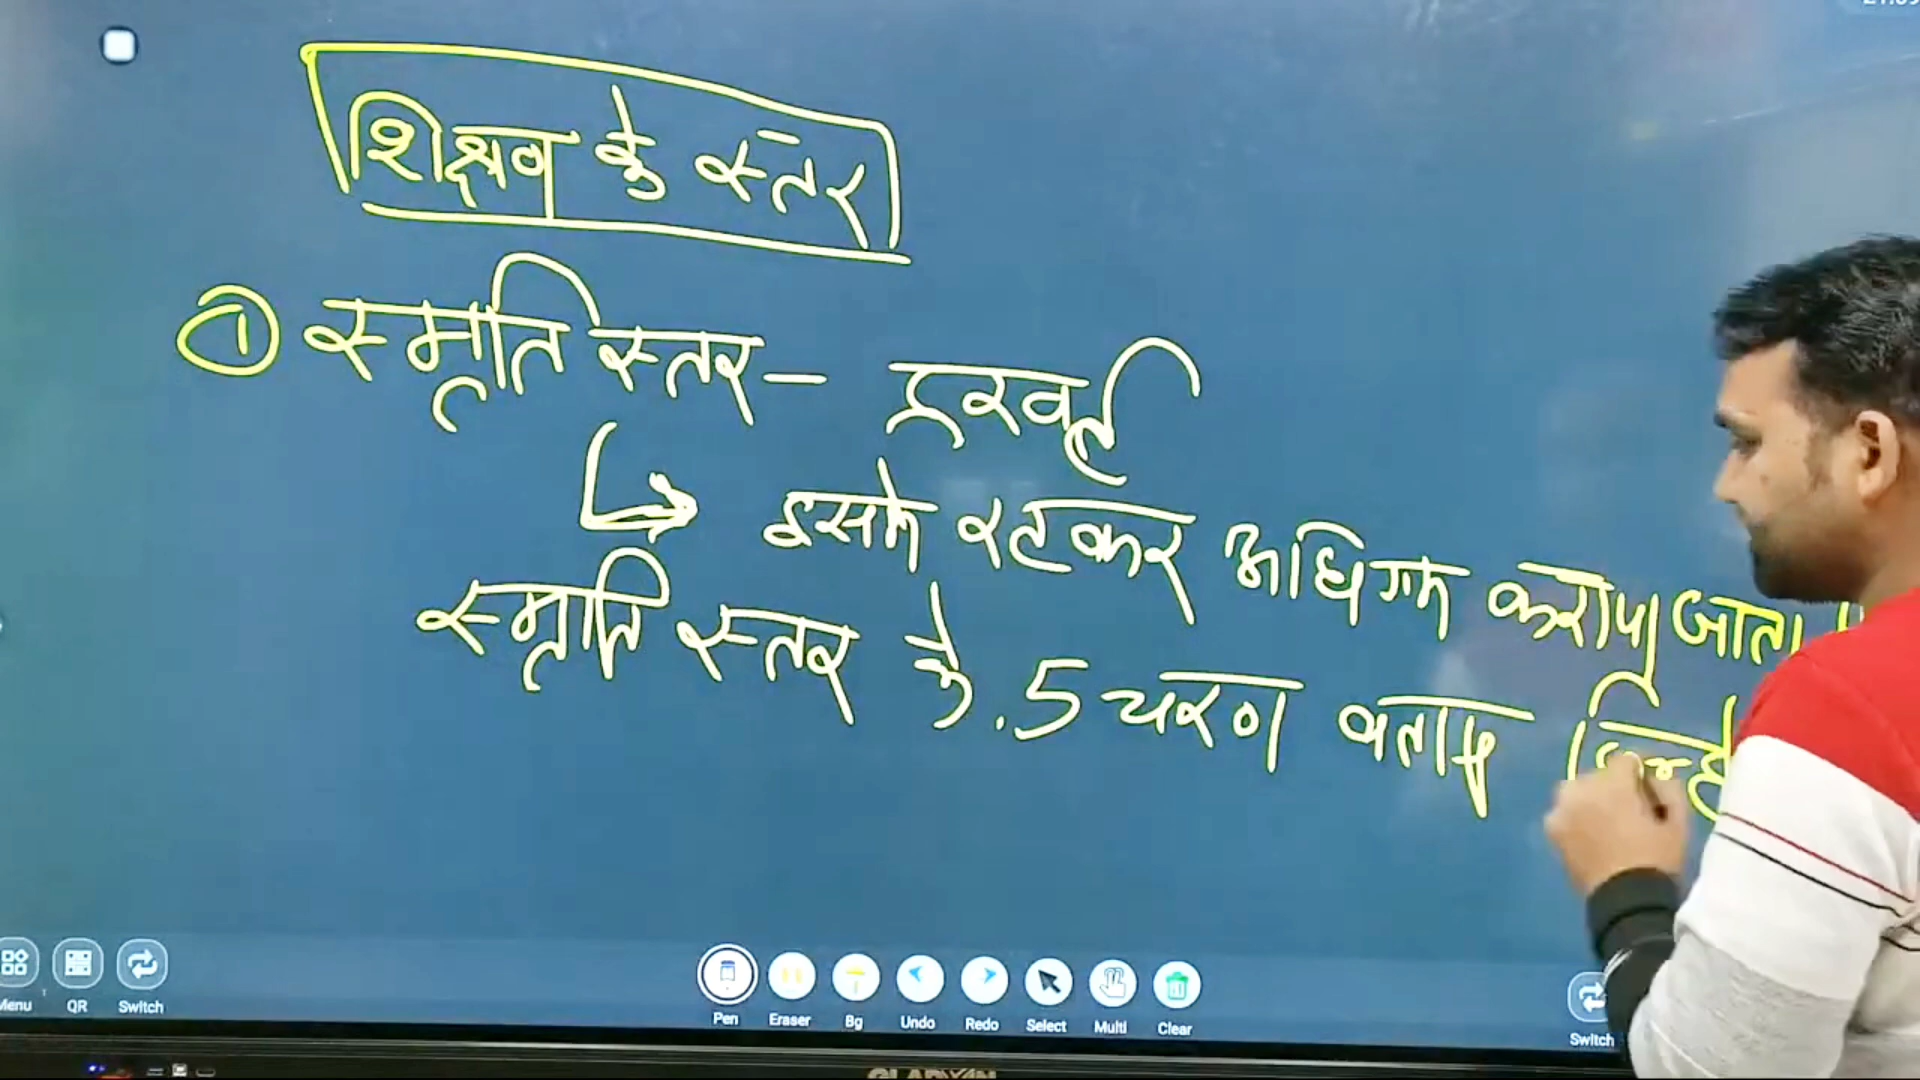 शिक्षण के स्तर
① स्मृति स्तर - हरबर्ट
इसमे रटकर अधिगम कराया जाता
स्मृति स्तर के 5 चरण बताए जिन्हे
Menu QR Switch Pen Eraser Bg Undo Redo Select Multi Clear Switch